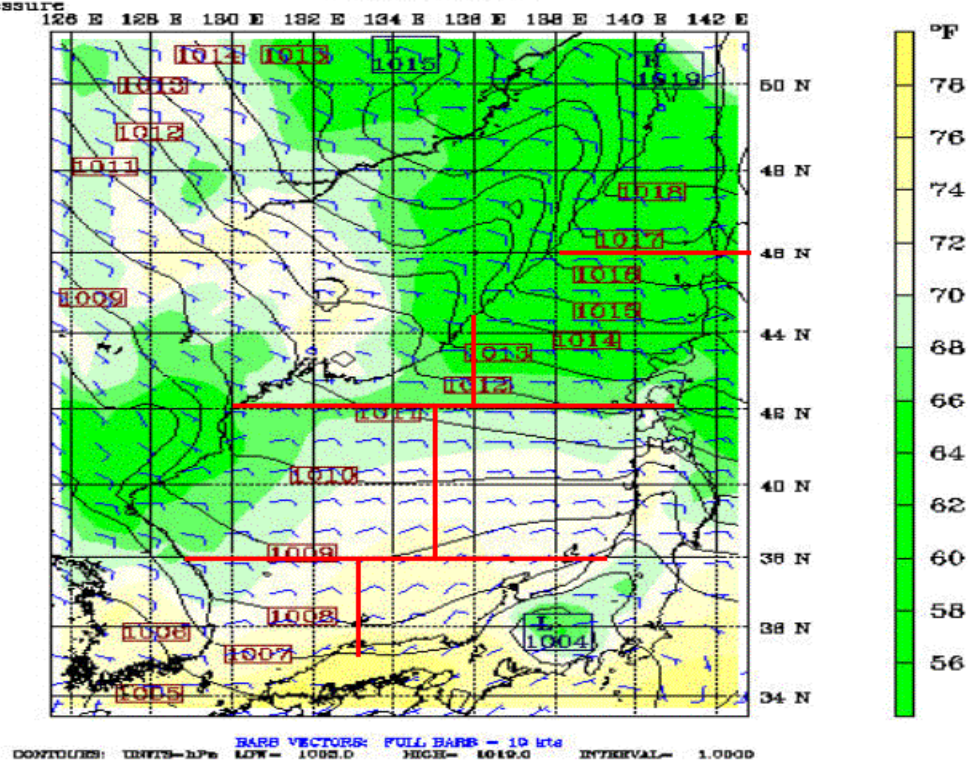 essure
126 E 128 E 130 E 132 E 134 E 136 E 138 E 140 E 142 E
°F
1014 1013 L 1015 H 1019
1013 50 N 78
1012 76
1011 48 N
1018 74
1017 72
46 N
1016
1009 1015 70
1014 44 N
1013 68
1012 66
1011 42 N
1010 64
40 N 62
1009 38 N 60
1008 58
1006 L 1004 36 N
1007 56
1005 34 N
BARB VECTORS: FULL BARB = 10 kts
CONTOURS: UNITS=hPa LOW= HIGH= 1019.0 INTERVAL= 1.0000